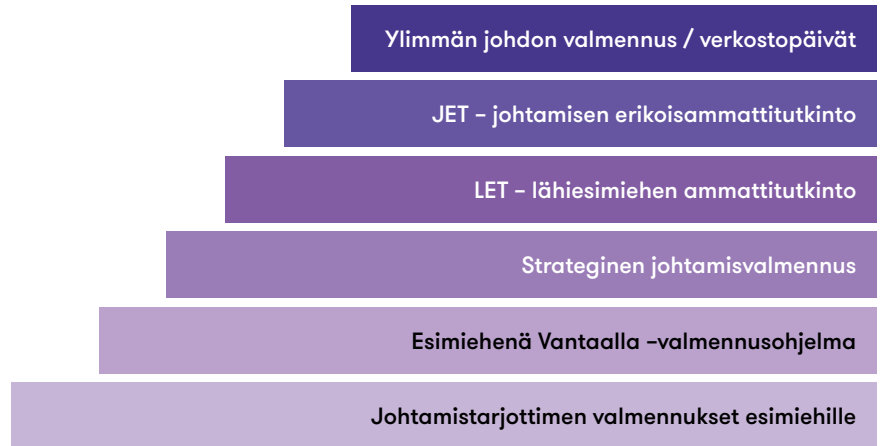 Ylimmän johdon valmennus / verkostopäivät
JET – johtamisen erikoisammattitutkinto
LET – lähiesimiehen ammattitutkinto
Strateginen johtamisvalmennus
Esimiehenä Vantaalla –valmennusohjelma
Johtamistarjottimen valmennukset esimiehille